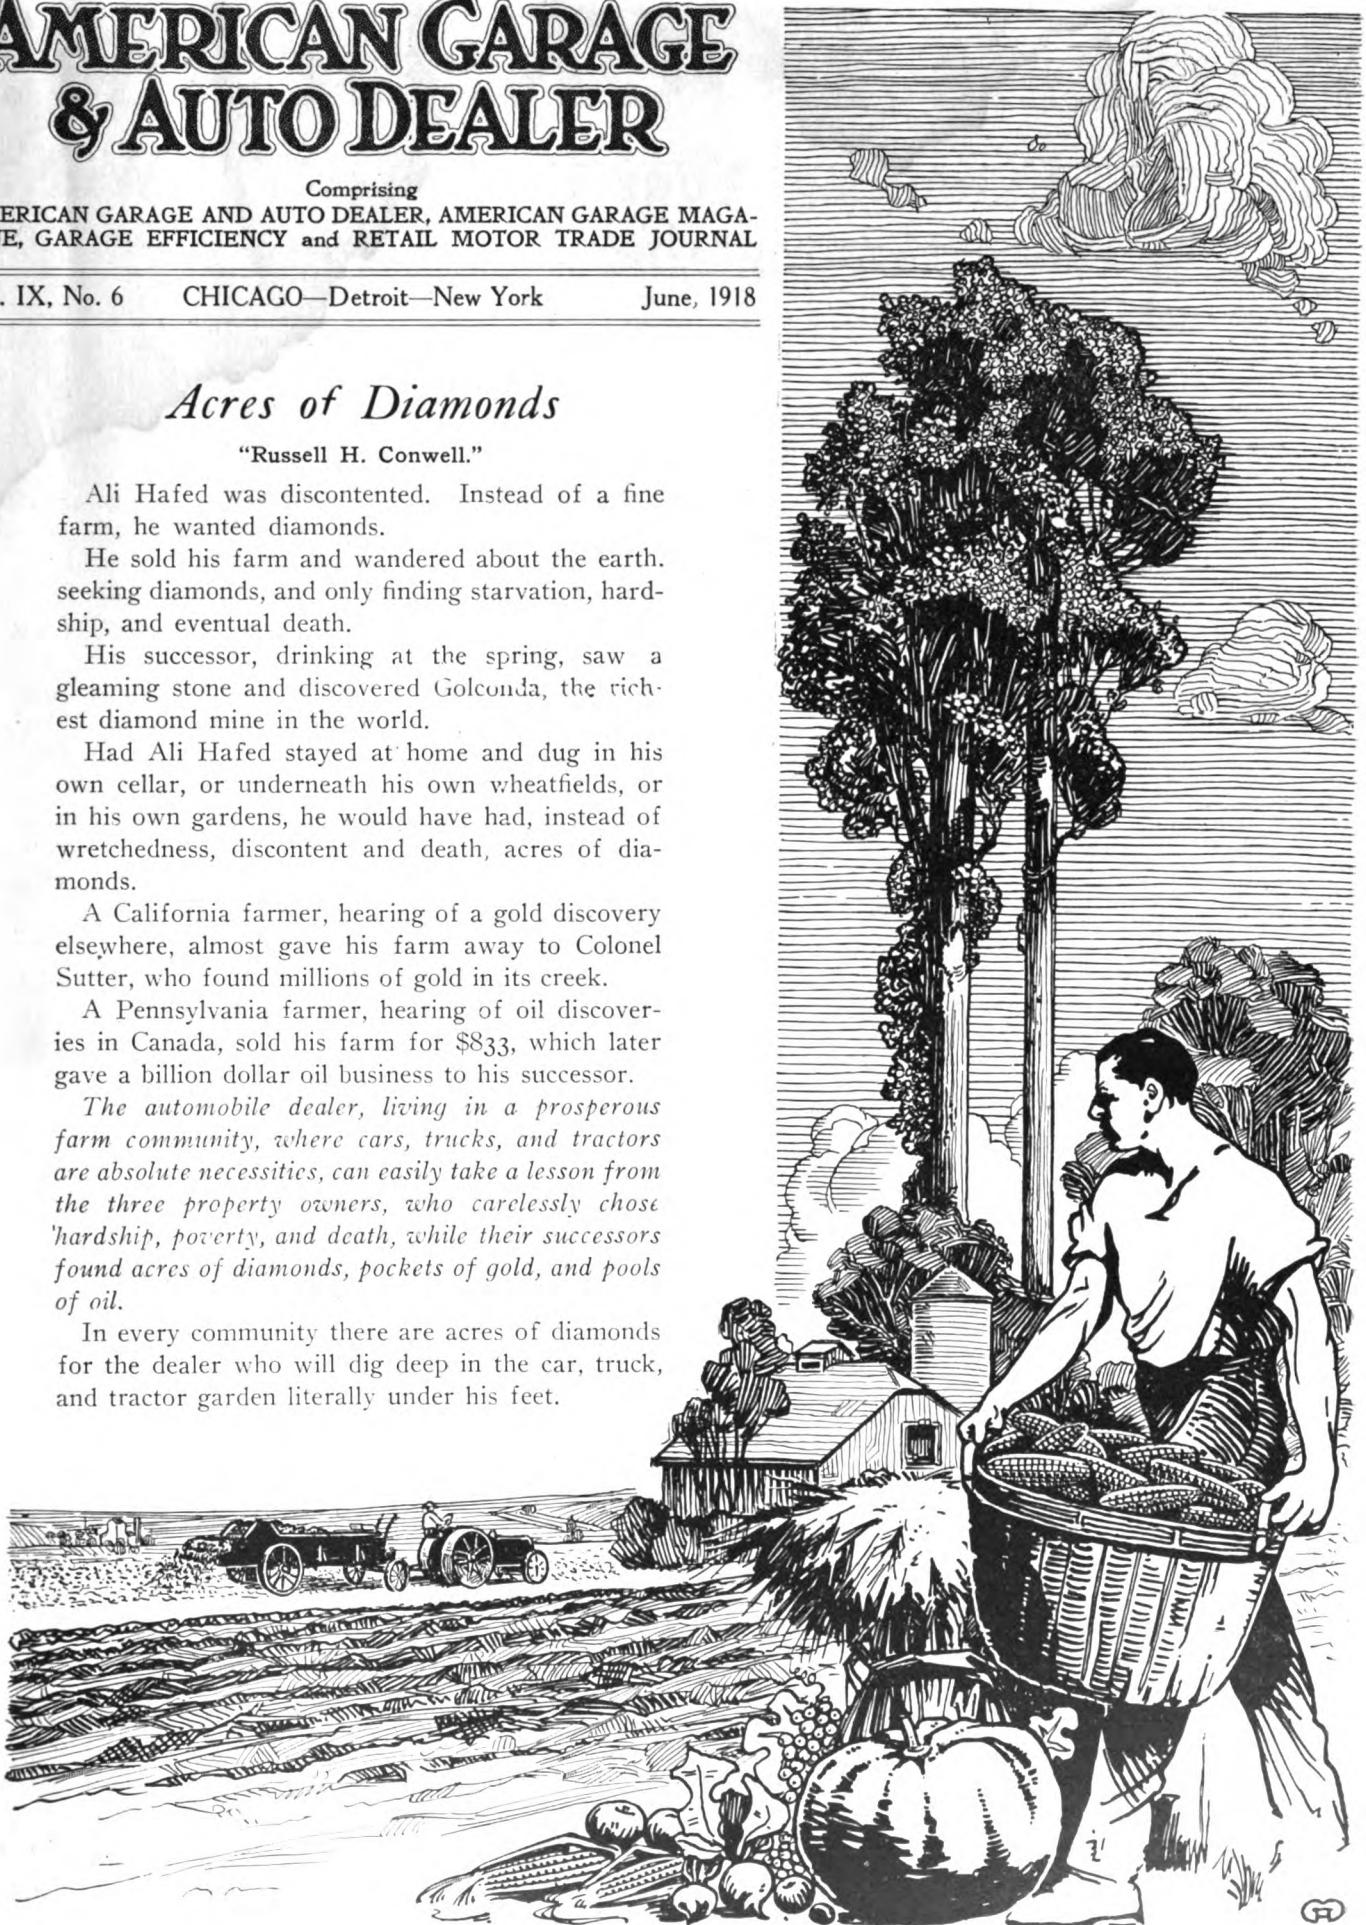 AMERICAN GARAGE
& AUTO DEALER
Comprising
ERICAN GARAGE AND AUTO DEALER, AMERICAN GARAGE MAGA-
E, GARAGE EFFICIENCY and RETAIL MOTOR TRADE JOURNAL
. IX, No. 6 CHICAGO—Detroit—New York June, 1918
Acres of Diamonds
“Russell H. Conwell.”
Ali Hafed was discontented. Instead of a fine
farm, he wanted diamonds.
He sold his farm and wandered about the earth.
seeking diamonds, and only finding starvation, hard-
ship, and eventual death.
His successor, drinking at the spring, saw a
gleaming stone and discovered Golconda, the rich-
est diamond mine in the world.
Had Ali Hafed stayed at home and dug in his
own cellar, or underneath his own wheatfields, or
in his own gardens, he would have had, instead of
wretchedness, discontent and death, acres of dia-
monds.
A California farmer, hearing of a gold discovery
elsewhere, almost gave his farm away to Colonel
Sutter, who found millions of gold in its creek.
A Pennsylvania farmer, hearing of oil discover-
ies in Canada, sold his farm for $833, which later
gave a billion dollar oil business to his successor.
The automobile dealer, living in a prosperous
farm community, where cars, trucks, and tractors
are absolute necessities, can easily take a lesson from
the three property owners, who carelessly chose
hardship, poverty, and death, while their successors
found acres of diamonds, pockets of gold, and pools
of oil.
In every community there are acres of diamonds
for the dealer who will dig deep in the car, truck,
and tractor garden literally under his feet.